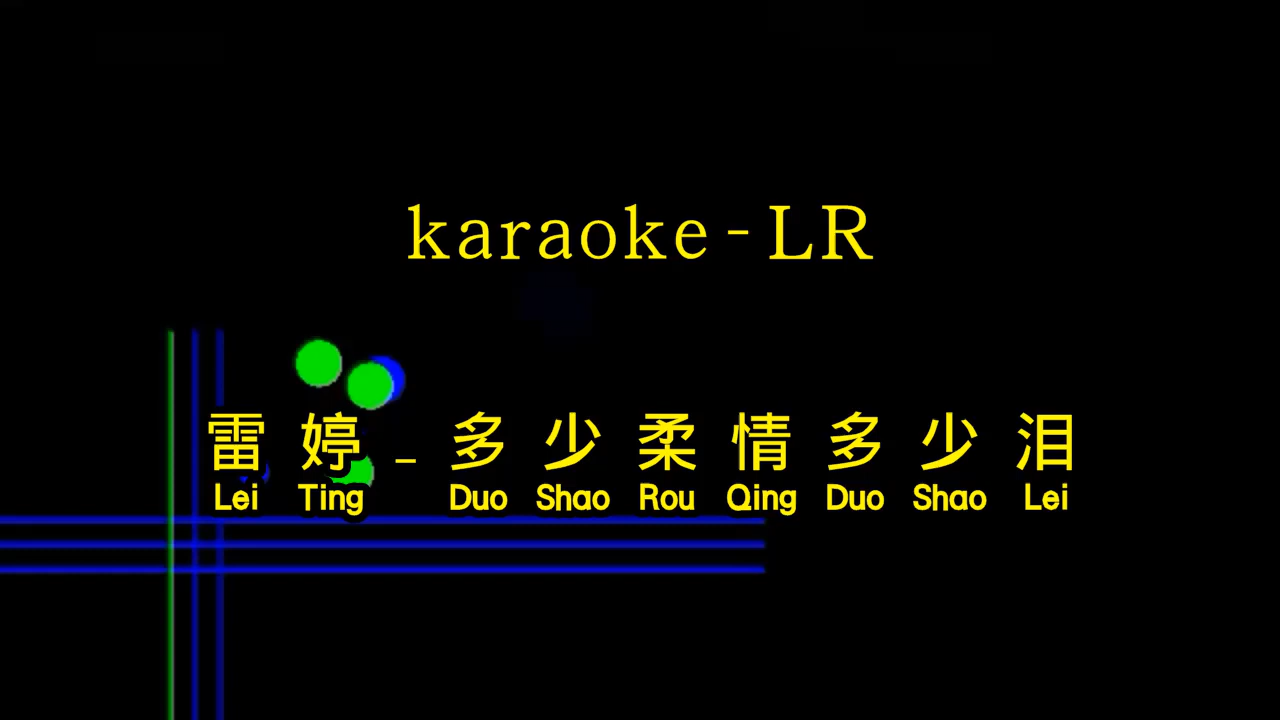 karaoke-LR
雷 婷 - 多 少 柔 情 多 少 泪
Lei Ting Duo Shao Rou Qing Duo Shao Lei